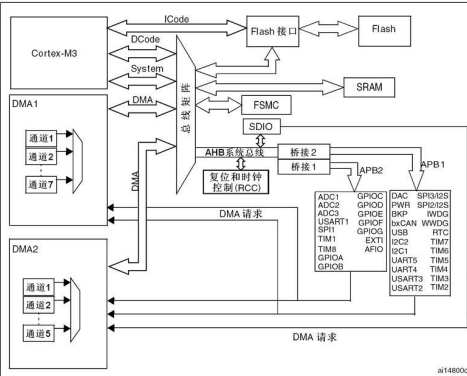 ICode
Cortex-M3
DCode
System
DMA1
DMA
通道1
通道2
通道7
总线矩阵
Flash 接口
Flash
SRAM
FSMC
SDIO
AHB系统总线
桥接2
桥接1
复位和时钟
控制(RCC)
APB2
APB1
DMA
DMA 请求
ADC1 GPIOC
ADC2 GPIOD
ADC3 GPIOE
USART1 GPIOF
SPI1 GPIOG
TIM1 EXTI
TIM8 AFIO
GPIOA
GPIOB
DAC SPI3/I2S
PWR SPI2/I2S
BKP IWDG
bxCAN WWDG
USB RTC
I2C2 TIM7
I2C1 TIM6
UART5 TIM5
UART4 TIM4
USART3 TIM3
USART2 TIM2
DMA2
通道1
通道2
通道5
DMA 请求
ai14800c